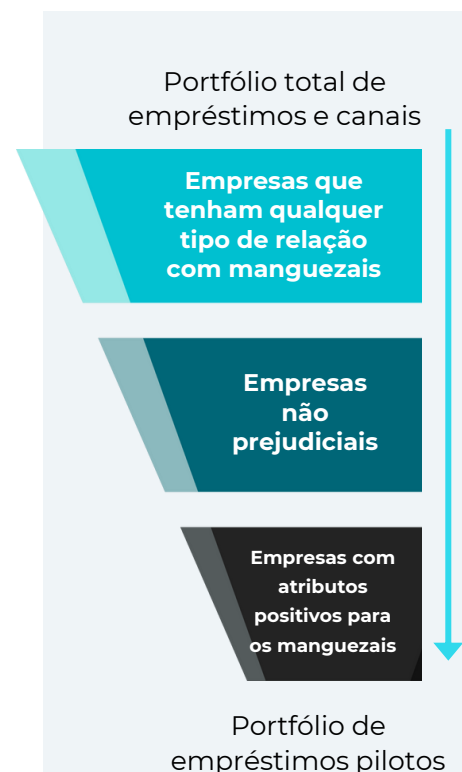 Portfólio total de
empréstimos e canais
Empresas que
tenham qualquer
tipo de relação
com manguezais
Empresas
não
prejudiciais
Empresas com
atributos
positivos para
os manguezais
Portfólio de
empréstimos pilotos